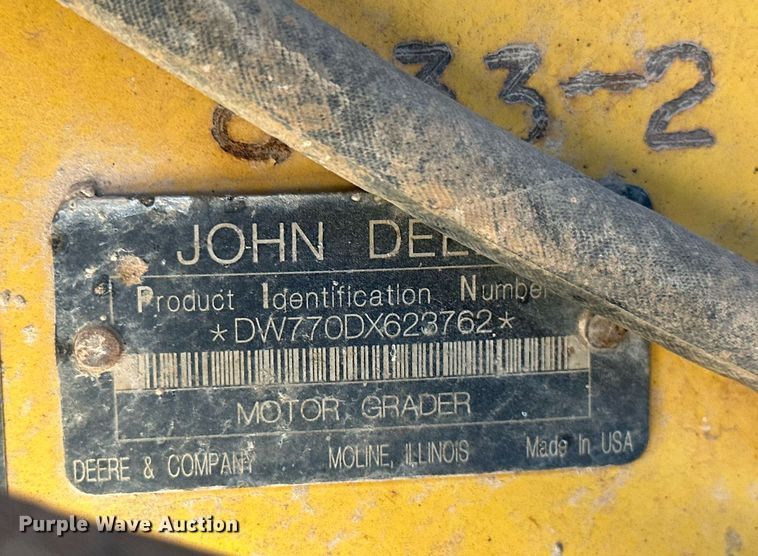 33-2
JOHN
Product Identification Number
*DW770DX623762*
MOTOR GRADER
DEERE & COMPANY MOLINE, ILLINOIS Made In USA
Purple Wave Auction